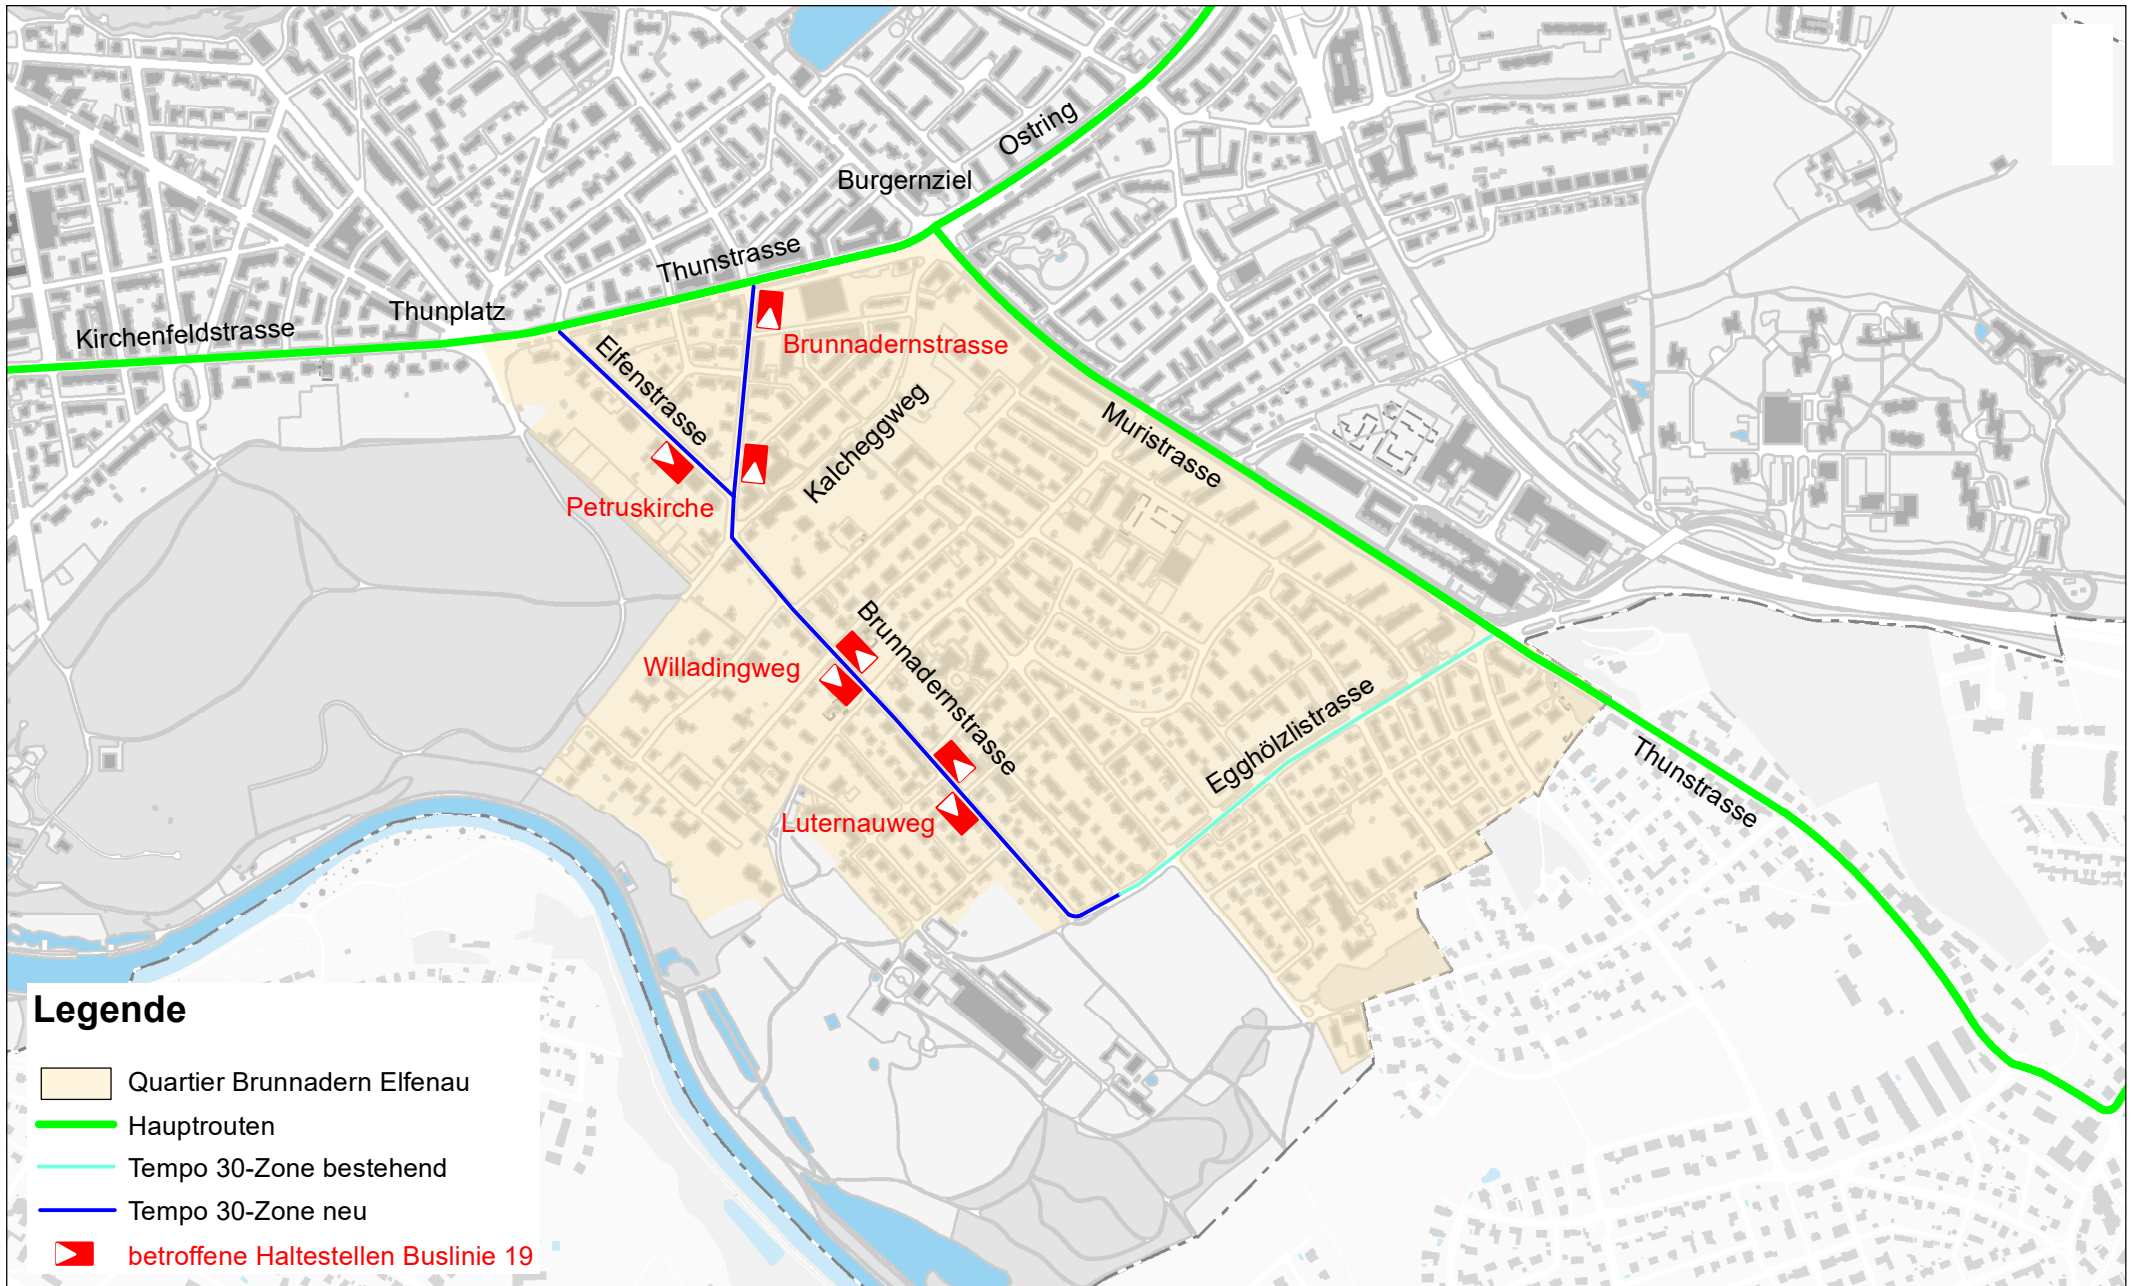 Ostring
Burgernziel
Thunstrasse
Thunplatz
Kirchenfeldstrasse
Brunnadernstrasse
Elfenstrasse
Kalcheggweg
Muristrasse
Petruskirche
Willadingweg
Brunnadernstrasse
Egghölzlistrasse
Thunstrasse
Luternauweg
Legende
Quartier Brunnadern Elfenau
Hauptrouten
Tempo 30-Zone bestehend
Tempo 30-Zone neu
betroffene Haltestellen Buslinie 19